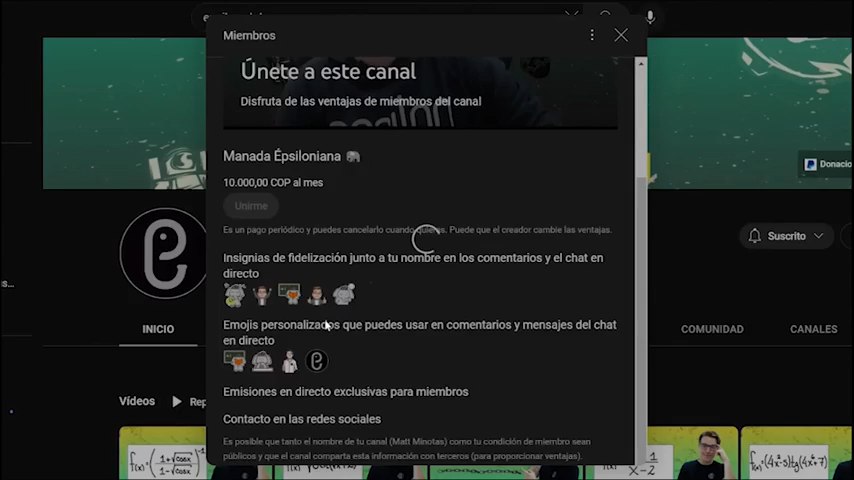 Miembros
Únete a este canal
Disfruta de las ventajas de miembros del canal
epsilon
Manada Épsiloniana
10.000,00 COP al mes
Unirme
Es un pago periódico y puedes cancelarlo cuando quieras. Puede que el creador cambie las ventajas.
Insignias de fidelización junto a tu nombre en los comentarios y el chat en
directo
Emojis personalizados que puedes usar en comentarios y mensajes del chat
en directo
Emisiones en directo exclusivas para miembros
Contacto en las redes sociales
Es posible que tanto el nombre de tu canal (Matt Minotas) como tu condición de miembro sean
públicos y que el canal comparta esta información con terceros (para proporcionar ventajas).
Donacio
Suscrito
INICIO
COMUNIDAD
CANALES
Vídeos
Rep